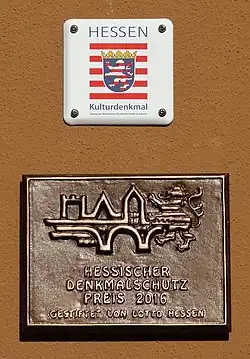 HESSEN
Kulturdenkmal
HESSISCHER
DENKMALSCHUTZ
PREIS 2016
GESTIFTET VON LOTTO HESSEN